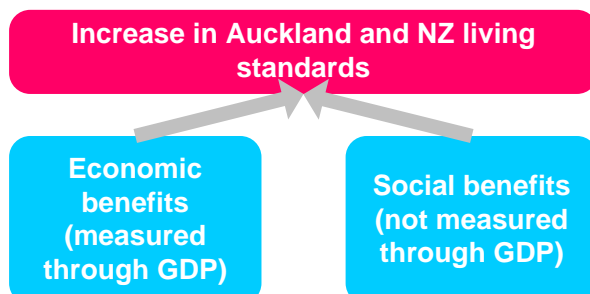 Increase in Auckland and NZ living
standards
Economic
benefits
(measured
through GDP)
Social benefits
(not measured
through GDP)